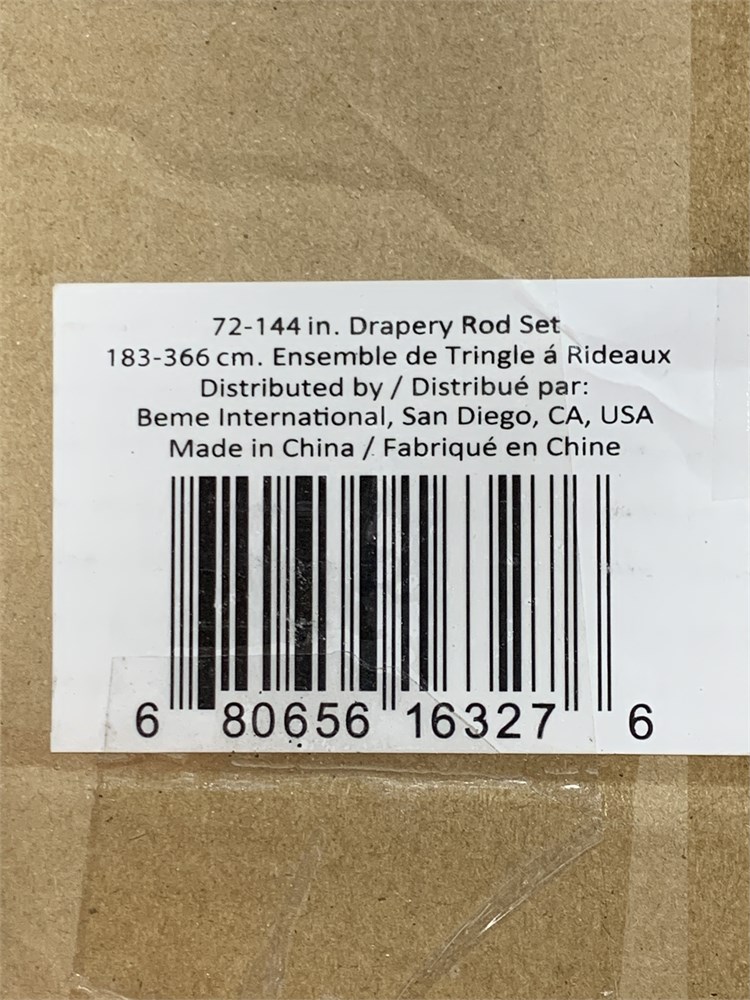 72-144 in. Drapery Rod Set
183-366 cm. Ensemble de Tringle á Rideaux
Distributed by / Distribué par:
Beme International, San Diego, CA, USA
Made in China / Fabriqué en Chine
6 80656 16327 6